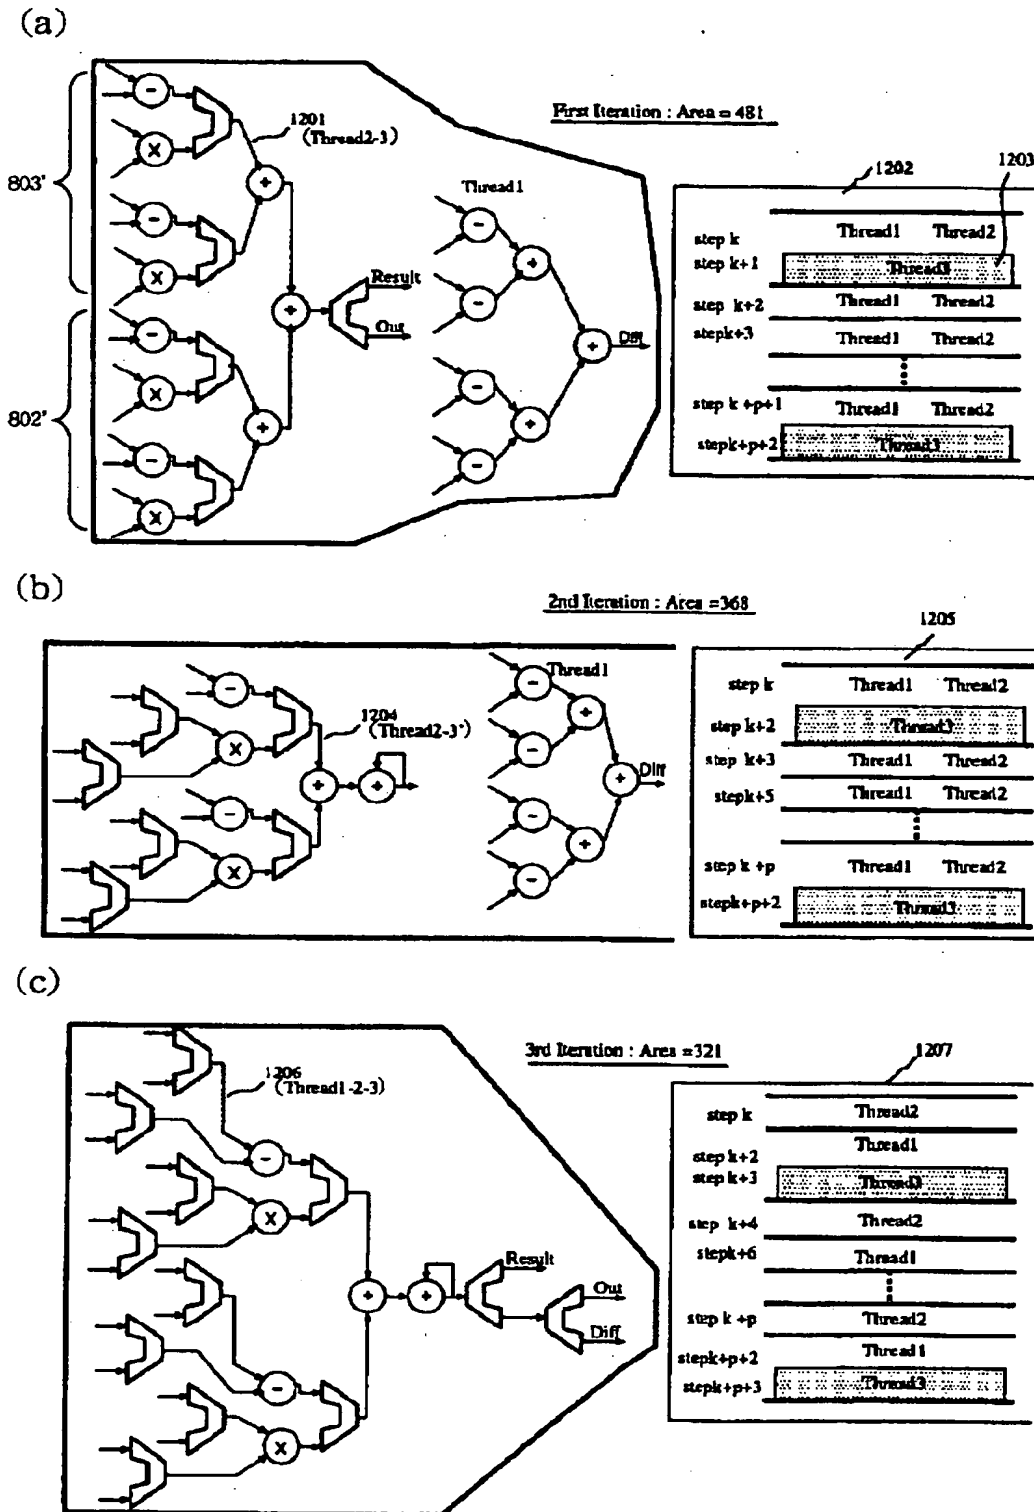 (a)
First Iteration : Area = 481
803'
802'
-
X
-
X
-
X
-
X
1201
(Thread2-3)
+
+
+
Result
Out
Thread1
-
-
-
-
+
+
+
Diff
1202
1203
step k Thread1 Thread2
step k+1 Thread3
step k+2 Thread1 Thread2
stepk+3 Thread1 Thread2
step k +p+1 Thread1 Thread2
stepk+p+2 Thread3
(b)
2nd Iteration : Area =368
-
X
-
X
1204
(Thread2-3')
+
+
Thread1
-
-
-
-
+
+
+
Diff
1205
step k Thread1 Thread2
step k+2 Thread3
step k+3 Thread1 Thread2
stepk+5 Thread1 Thread2
step k +p Thread1 Thread2
stepk+p+2 Thread3
(c)
3rd Iteration : Area =321
1206
(Thread1-2-3)
-
X
-
X
+
+
Result
Out
Diff
1207
step k Thread2
step k+2 Thread1
step k+3 Thread3
step k+4 Thread2
stepk+6 Thread1
step k +p Thread2
stepk+p+2 Thread1
stepk+p+3 Thread3